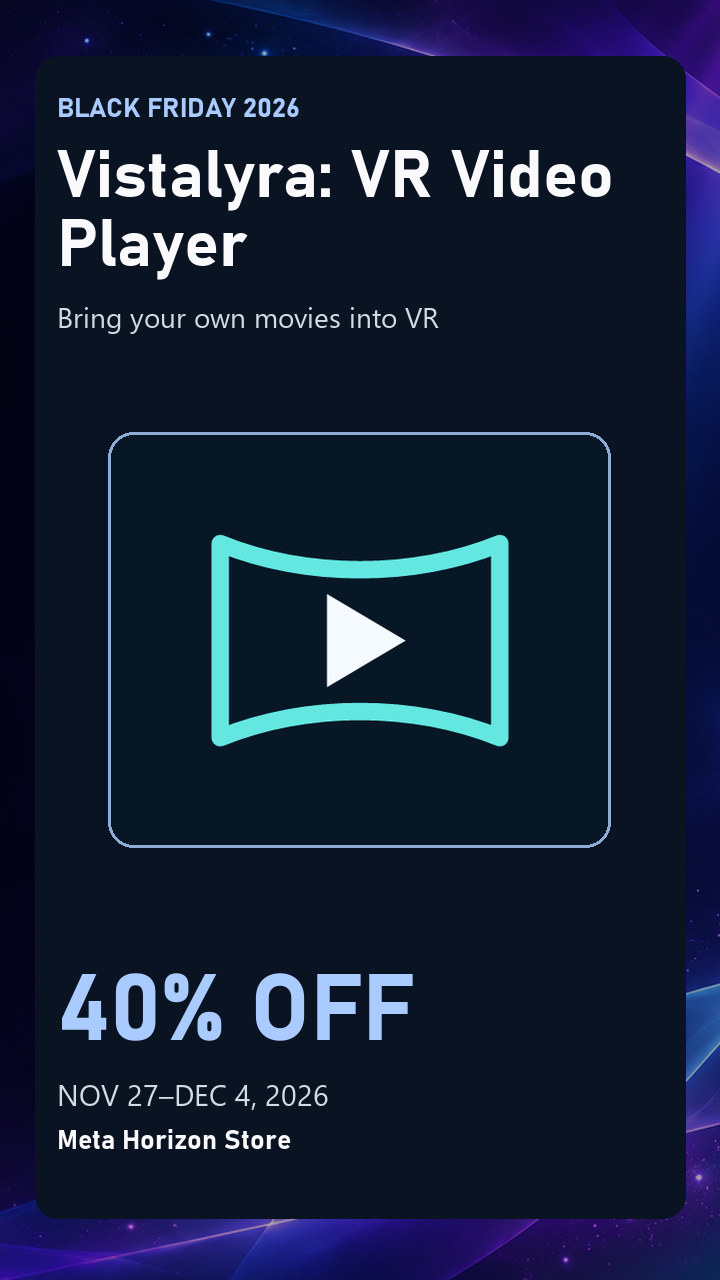 BLACK FRIDAY 2026
Vistalyra: VR Video
Player
Bring your own movies into VR
40% OFF
NOV 27–DEC 4, 2026
Meta Horizon Store